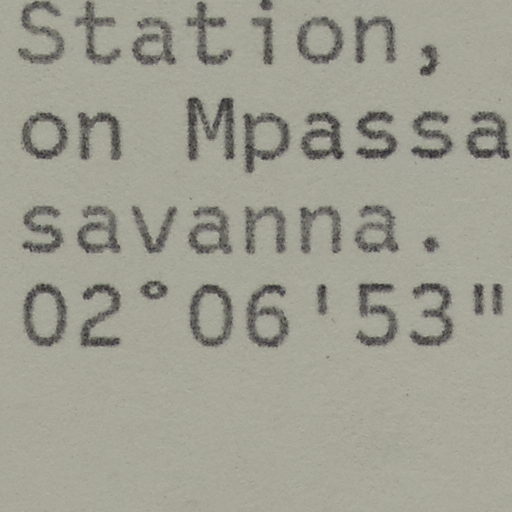 Station,
on Mpassa
savanna.
02°06'53"